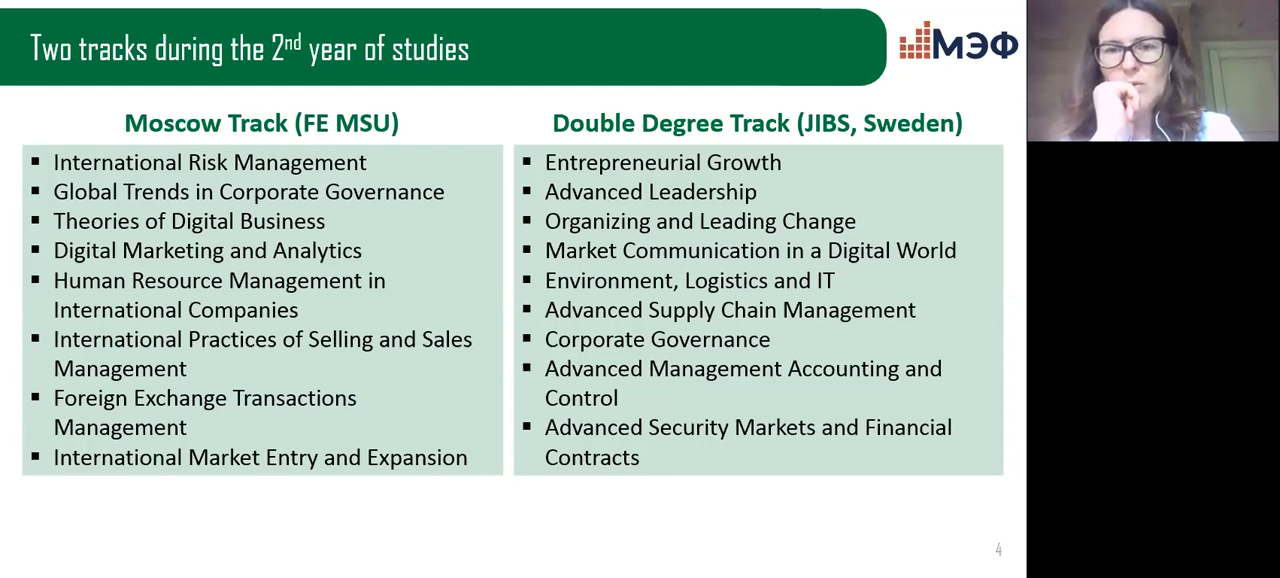 Two tracks during the 2nd year of studies
МЭФ
Moscow Track (FE MSU)
▪ International Risk Management
▪ Global Trends in Corporate Governance
▪ Theories of Digital Business
▪ Digital Marketing and Analytics
▪ Human Resource Management in
International Companies
▪ International Practices of Selling and Sales
Management
▪ Foreign Exchange Transactions
Management
▪ International Market Entry and Expansion
Double Degree Track (JIBS, Sweden)
▪ Entrepreneurial Growth
▪ Advanced Leadership
▪ Organizing and Leading Change
▪ Market Communication in a Digital World
▪ Environment, Logistics and IT
▪ Advanced Supply Chain Management
▪ Corporate Governance
▪ Advanced Management Accounting and
Control
▪ Advanced Security Markets and Financial
Contracts
4